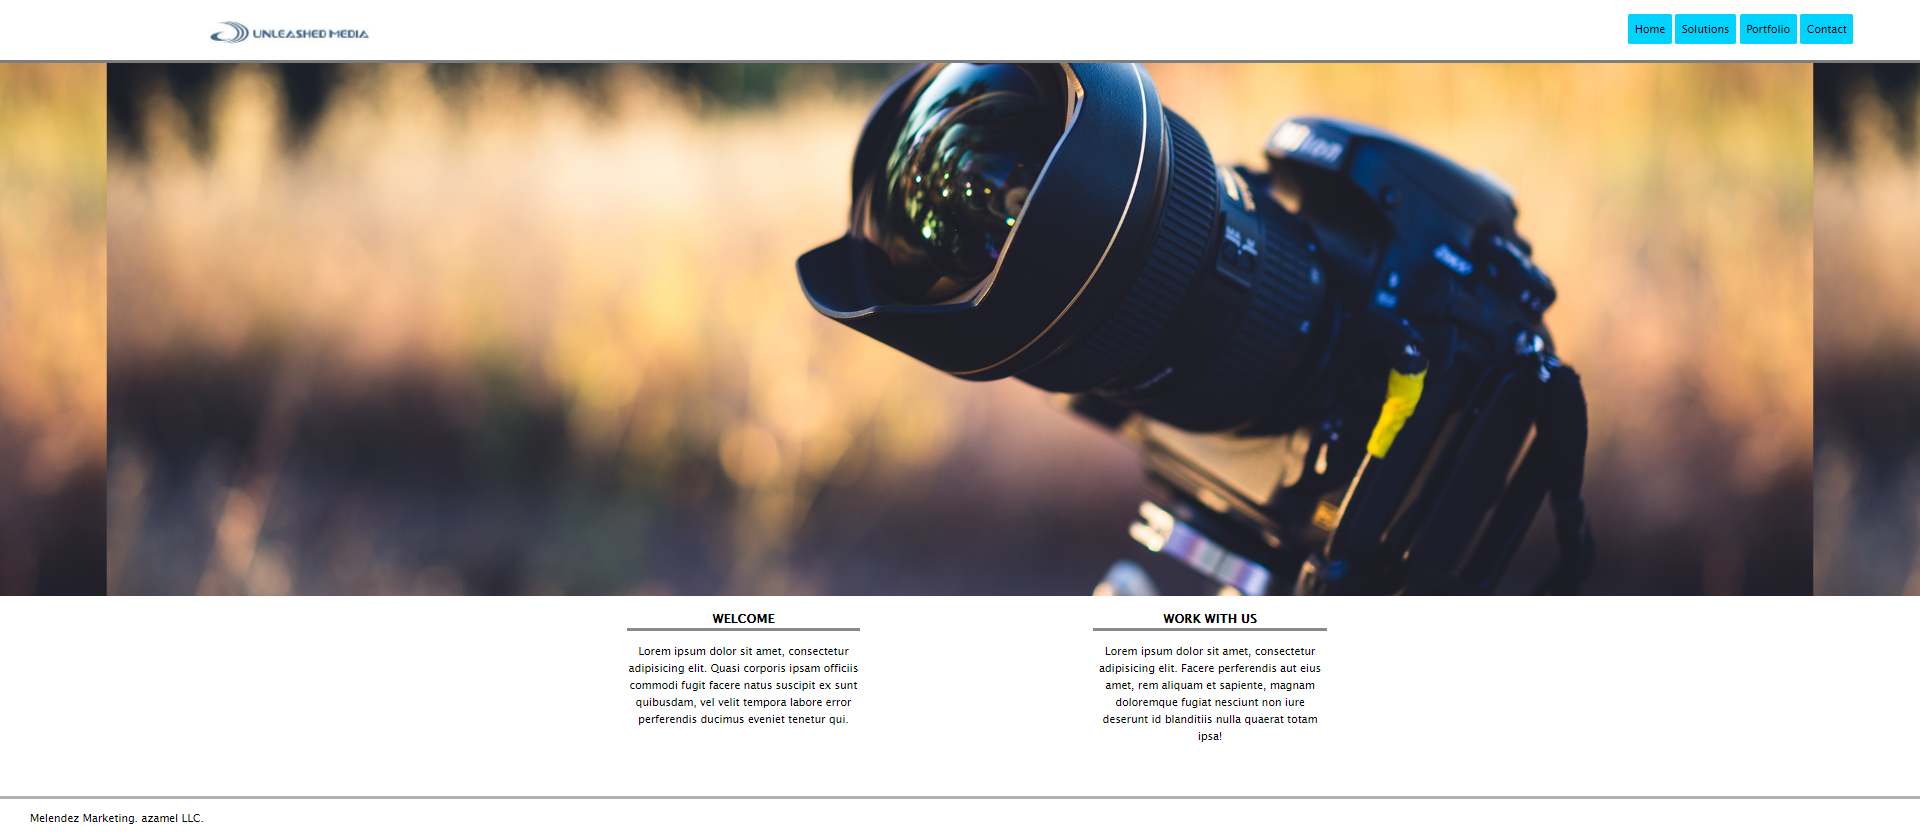 UNLEASHED MEDIA
Home Solutions Portfolio Contact
WELCOME
Lorem ipsum dolor sit amet, consectetur
adipisicing elit. Quasi corporis ipsam officiis
commodi fugit facere natus suscipit ex sunt
quibusdam, vel velit tempora labore error
perferendis ducimus eveniet tenetur qui.
WORK WITH US
Lorem ipsum dolor sit amet, consectetur
adipisicing elit. Facere perferendis aut eius
amet, rem aliquam et sapiente, magnam
doloremque fugiat nesciunt non iure
deserunt id blanditiis nulla quaerat totam
ipsa!
Melendez Marketing. azamel LLC.